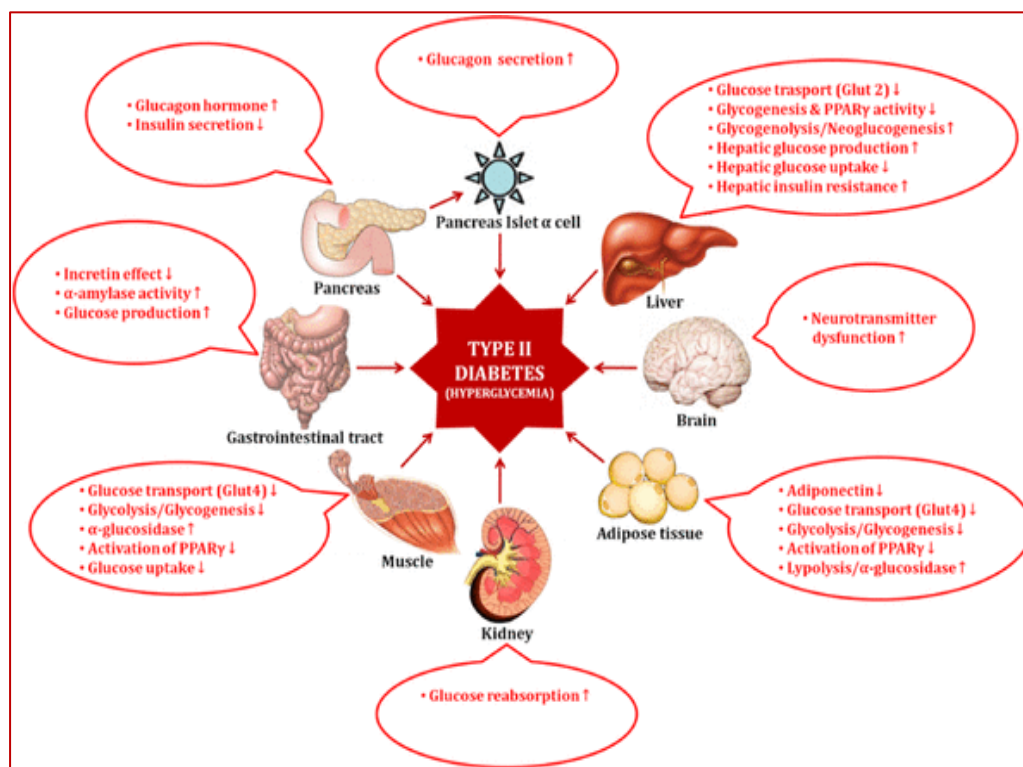 • Glucagon secretion ↑
• Glucagon hormone ↑
• Insulin secretion ↓
• Glucose trasport (Glut 2) ↓
• Glycogenesis & PPARγ activity ↓
• Glycogenolysis/Neoglucogenesis ↑
• Hepatic glucose production ↑
• Hepatic glucose uptake ↓
• Hepatic insulin resistance ↑
Pancreas Islet α cell
Pancreas
Liver
• Incretin effect ↓
• α-amylase activity ↑
• Glucose production ↑
• Neurotransmitter
dysfunction ↑
TYPE II
DIABETES
(HYPERGLYCEMIA)
Gastrointestinal tract
Brain
• Glucose transport (Glut4) ↓
• Glycolysis/Glycogenesis ↓
• α-glucosidase ↑
• Activation of PPARγ ↓
• Glucose uptake ↓
Muscle
Adipose tissue
• Adiponectin ↓
• Glucose transport (Glut4) ↓
• Glycolysis/Glycogenesis ↓
• Activation of PPARγ ↓
• Lypolysis/α-glucosidase ↑
Kidney
• Glucose reabsorption ↑